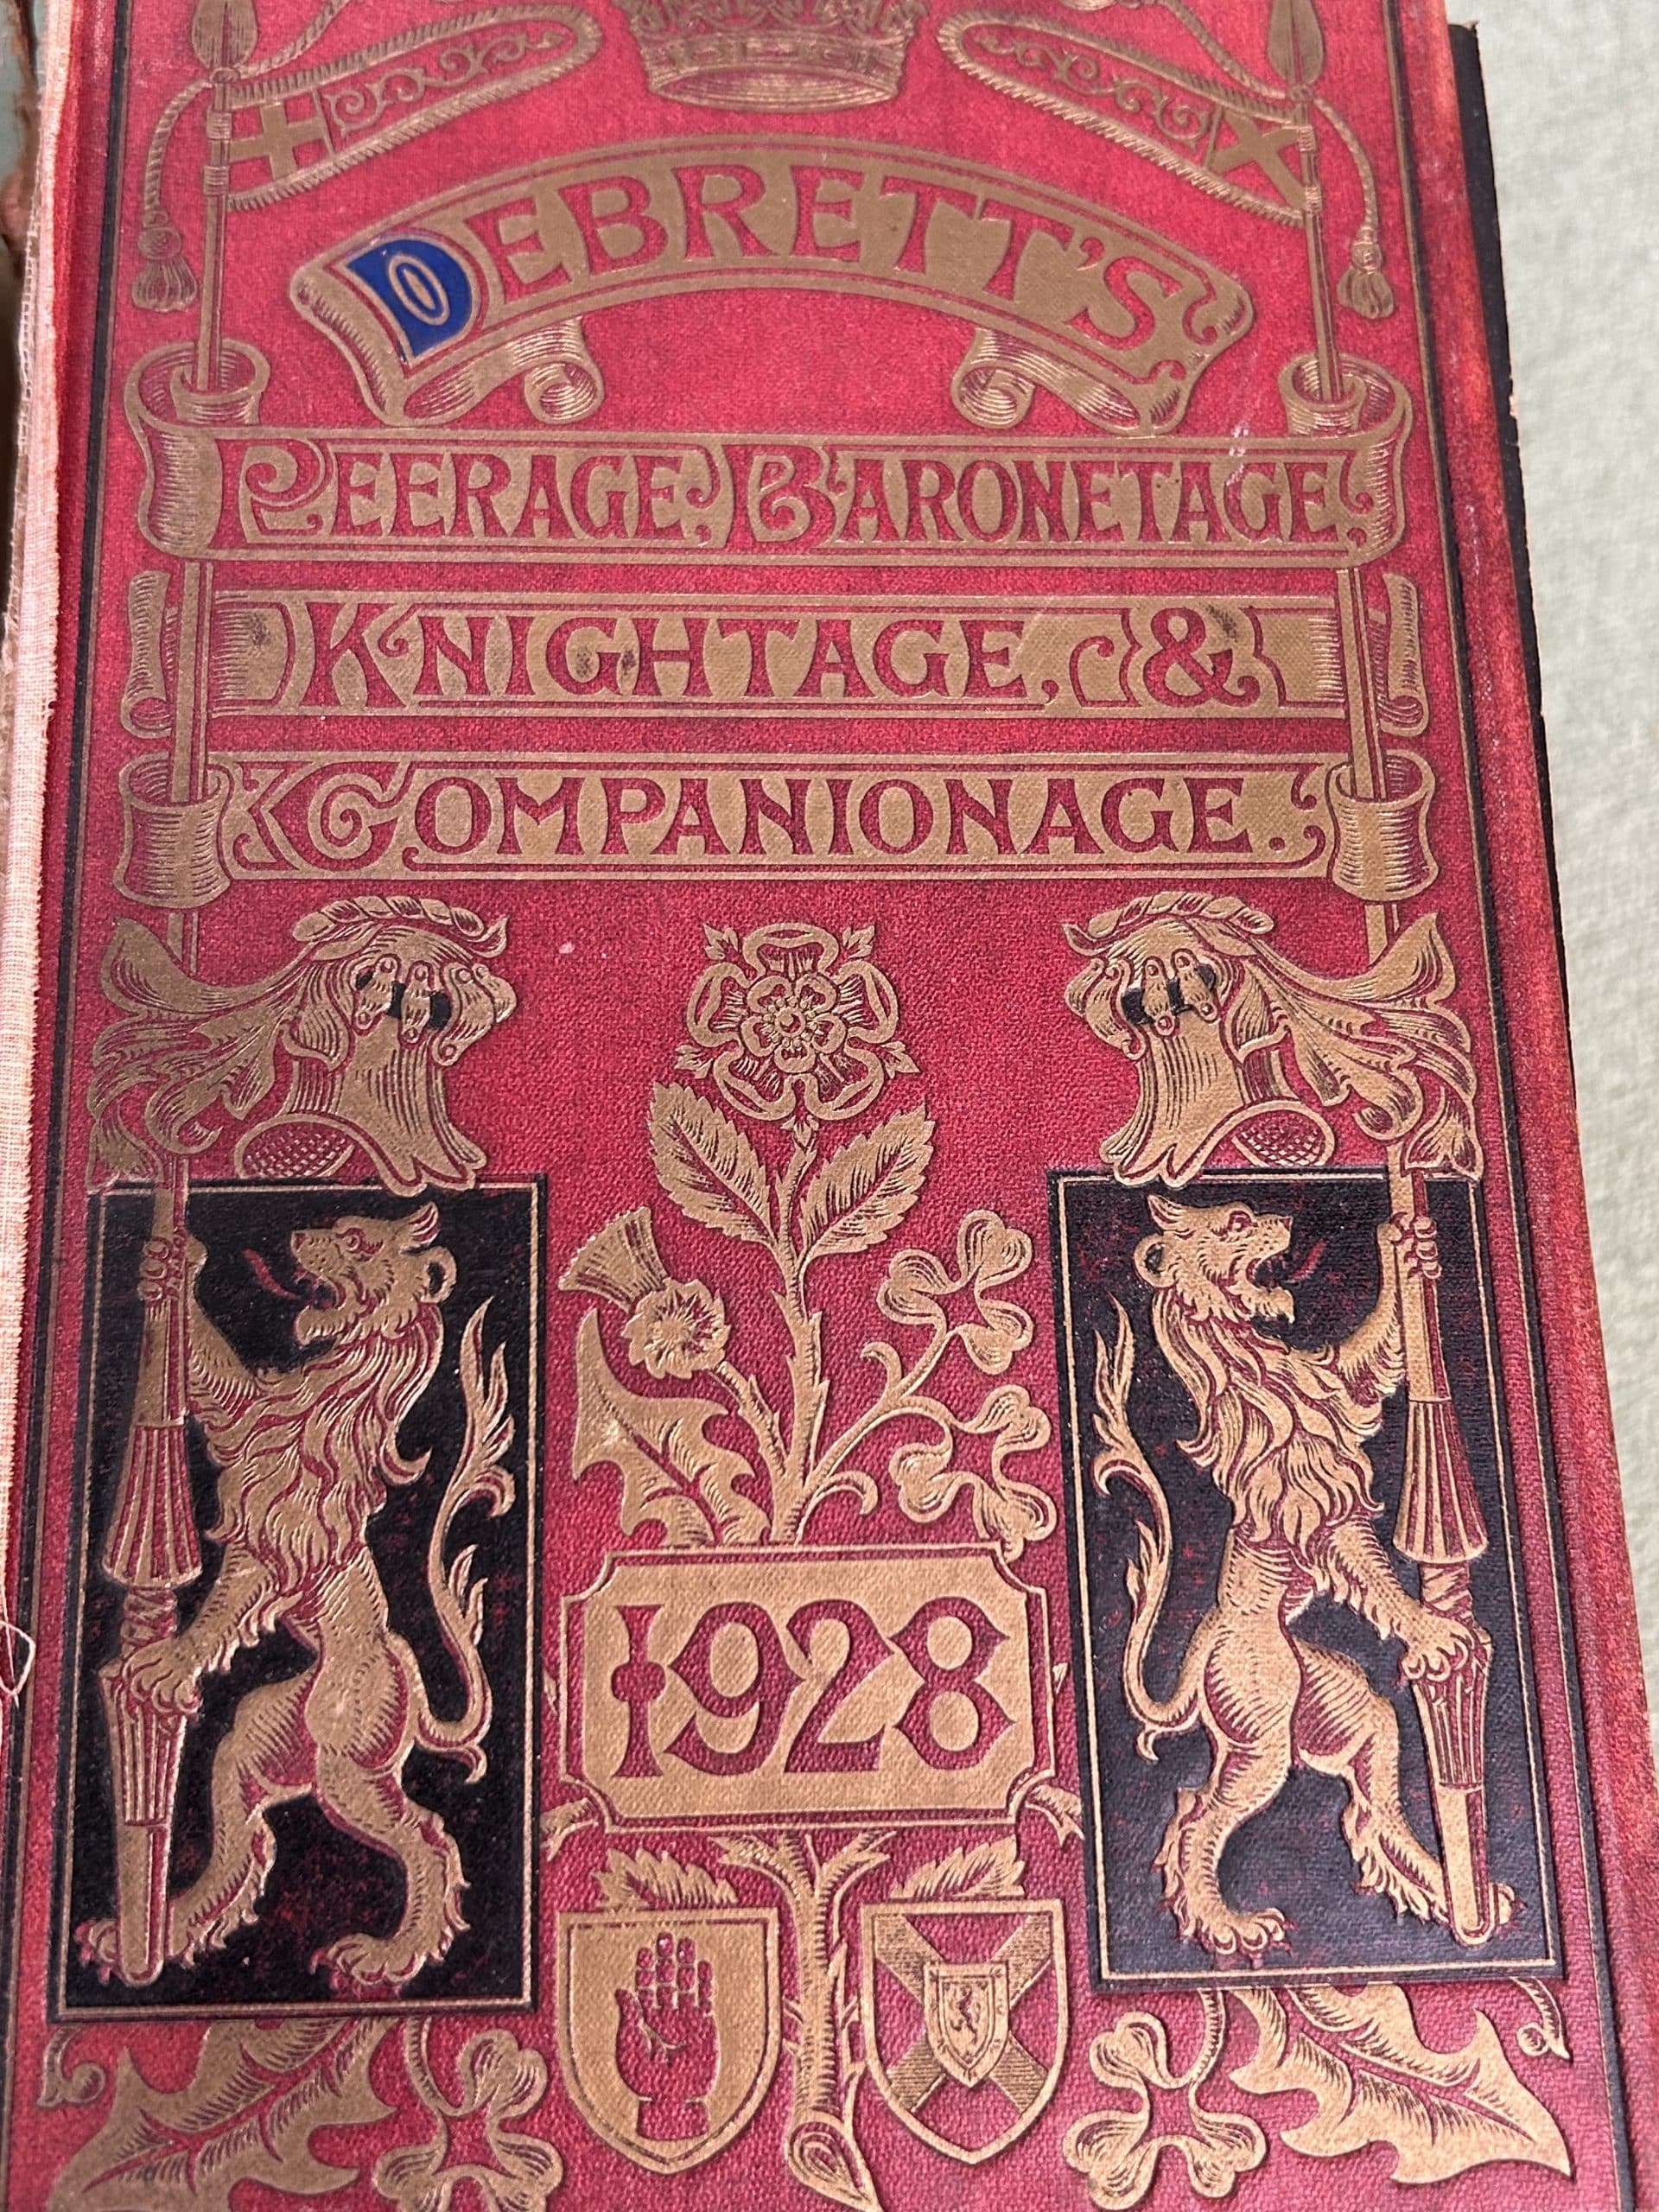 DEBRETT'S
PEERAGE, BARONETAGE,
KNIGHTAGE, &
COMPANIONAGE.
1928